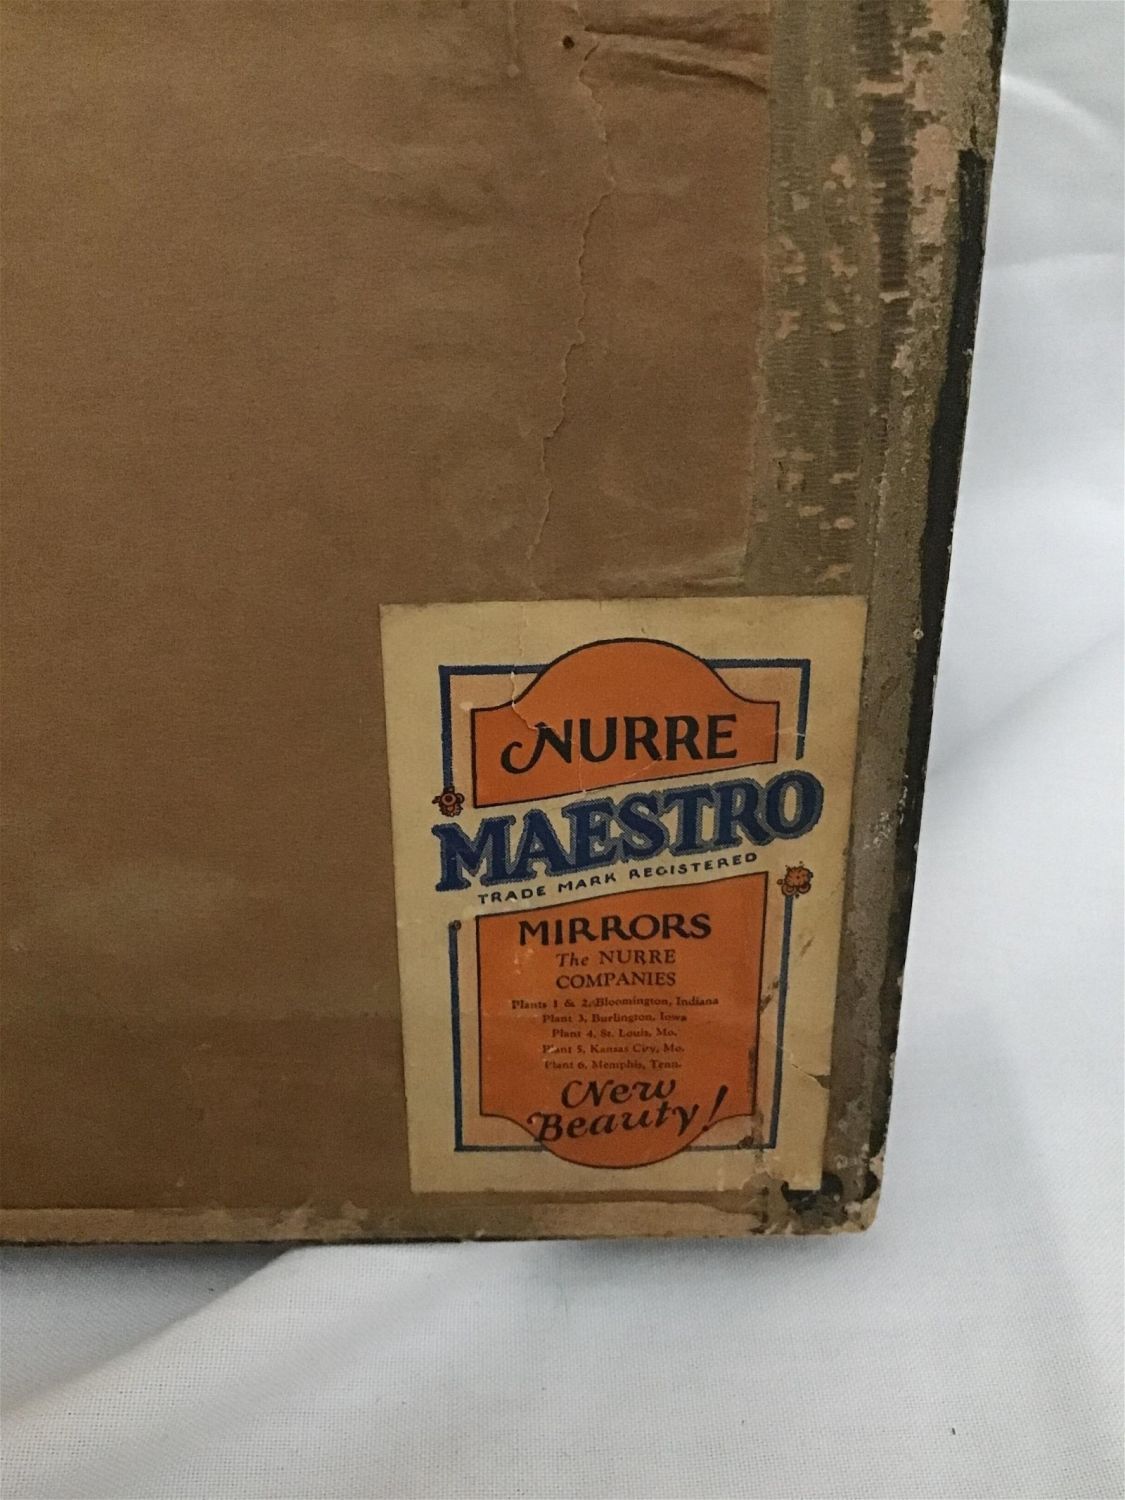 NURRE
MAESTRO
TRADE MARK REGISTERED
MIRRORS
The NURRE
COMPANIES
Plants 1 & 2, Bloomington, Indiana
Plant 3, Burlington, Iowa
Plant 4, St. Louis, Mo.
Plant 5, Kansas City, Mo.
Plant 6, Memphis, Tenn.
New
Beauty!